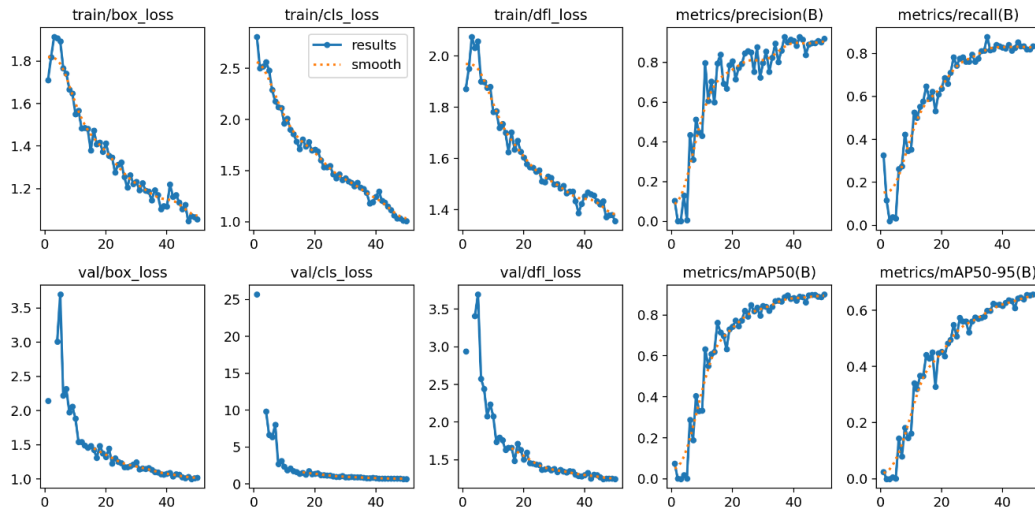 train/box_loss
1.8
1.6
1.4
1.2
0 20 40
train/cls_loss
results
smooth
2.5
2.0
1.5
1.0
0 20 40
train/dfl_loss
2.0
1.8
1.6
1.4
0 20 40
metrics/precision(B)
0.8
0.6
0.4
0.2
0.0
0 20 40
metrics/recall(B)
0.8
0.6
0.4
0.2
0.0
0 20 40
val/box_loss
3.5
3.0
2.5
2.0
1.5
1.0
0 20 40
val/cls_loss
25
20
15
10
5
0
0 20 40
val/dfl_loss
3.5
3.0
2.5
2.0
1.5
0 20 40
metrics/mAP50(B)
0.8
0.6
0.4
0.2
0.0
0 20 40
metrics/mAP50-95(B)
0.6
0.4
0.2
0.0
0 20 40